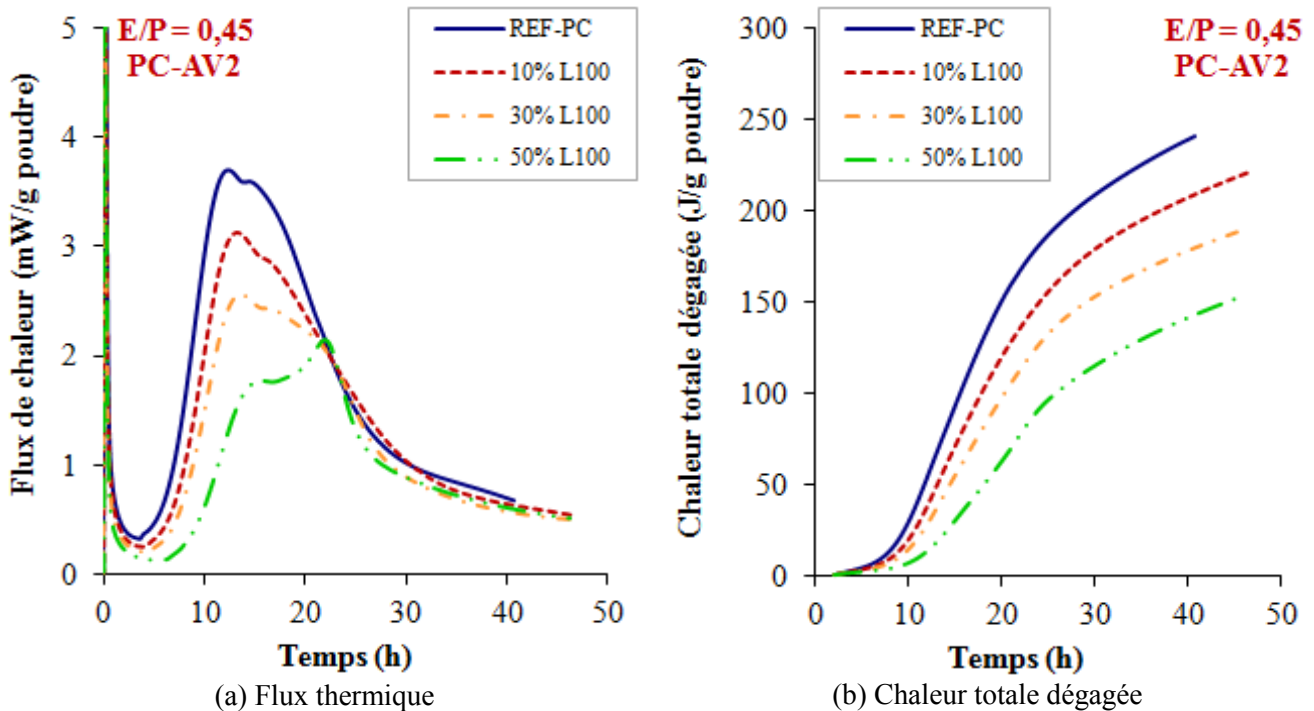 E/P = 0,45
PC-AV2
REF-PC
10% L100
30% L100
50% L100
Flux de chaleur (mW/g poudre)
5
4
3
2
1
0
0
10
20
30
40
50
Temps (h)
(a) Flux thermique
REF-PC
10% L100
30% L100
50% L100
E/P = 0,45
PC-AV2
Chaleur totale dégagée (J/g poudre)
300
250
200
150
100
50
0
0
10
20
30
40
50
Temps (h)
(b) Chaleur totale dégagée